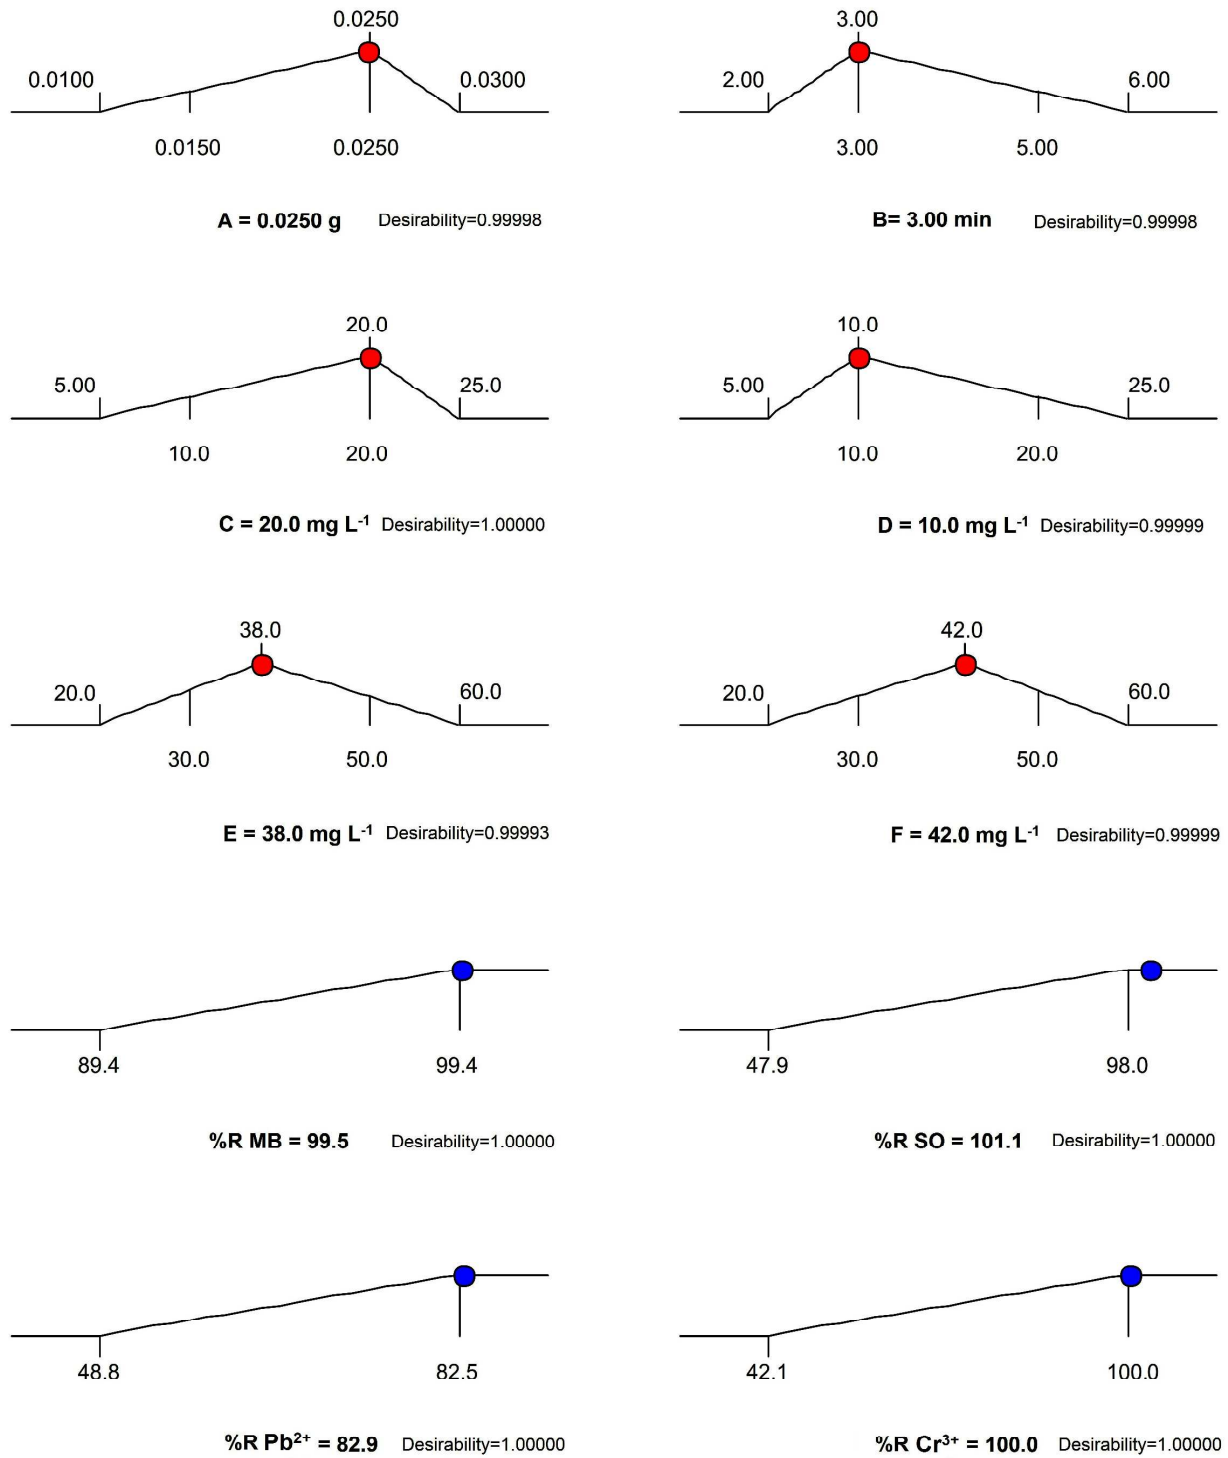 0.0250 3.00
0.0100 0.0300 2.00 6.00
0.0150 0.0250 3.00 5.00
A = 0.0250 g Desirability=0.99998 B= 3.00 min Desirability=0.99998
20.0 10.0
5.00 25.0 5.00 25.0
10.0 20.0 10.0 20.0
C = 20.0 mg L⁻¹ Desirability=1.00000 D = 10.0 mg L⁻¹ Desirability=0.99999
38.0 42.0
20.0 60.0 20.0 60.0
30.0 50.0 30.0 50.0
E = 38.0 mg L⁻¹ Desirability=0.99993 F = 42.0 mg L⁻¹ Desirability=0.99999
89.4 99.4 47.9 98.0
%R MB = 99.5 Desirability=1.00000 %R SO = 101.1 Desirability=1.00000
48.8 82.5 42.1 100.0
%R Pb²⁺ = 82.9 Desirability=1.00000 %R Cr³⁺ = 100.0 Desirability=1.00000